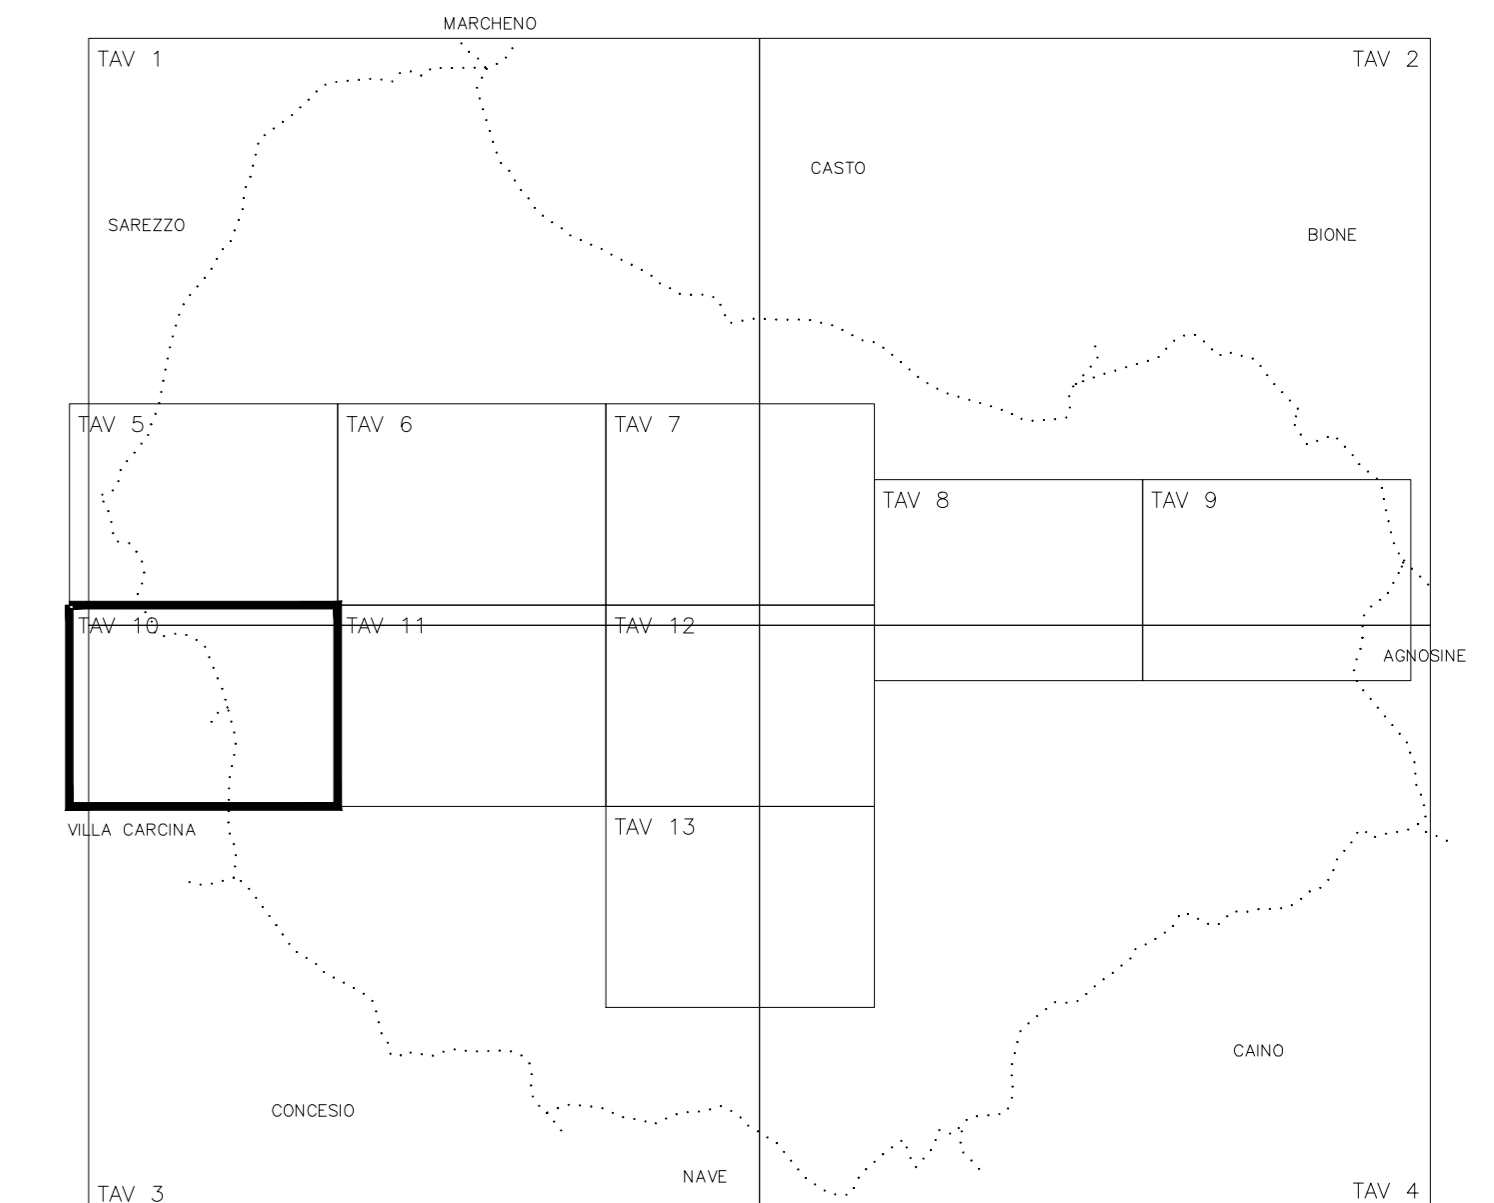 MARCHENO
TAV 1
TAV 2
CASTO
SAREZZO
BIONE
TAV 5
TAV 6
TAV 7
TAV 8
TAV 9
TAV 10
TAV 11
TAV 12
AGNOSINE
VILLA CARCINA
TAV 13
CAINO
CONCESIO
NAVE
TAV 3
TAV 4